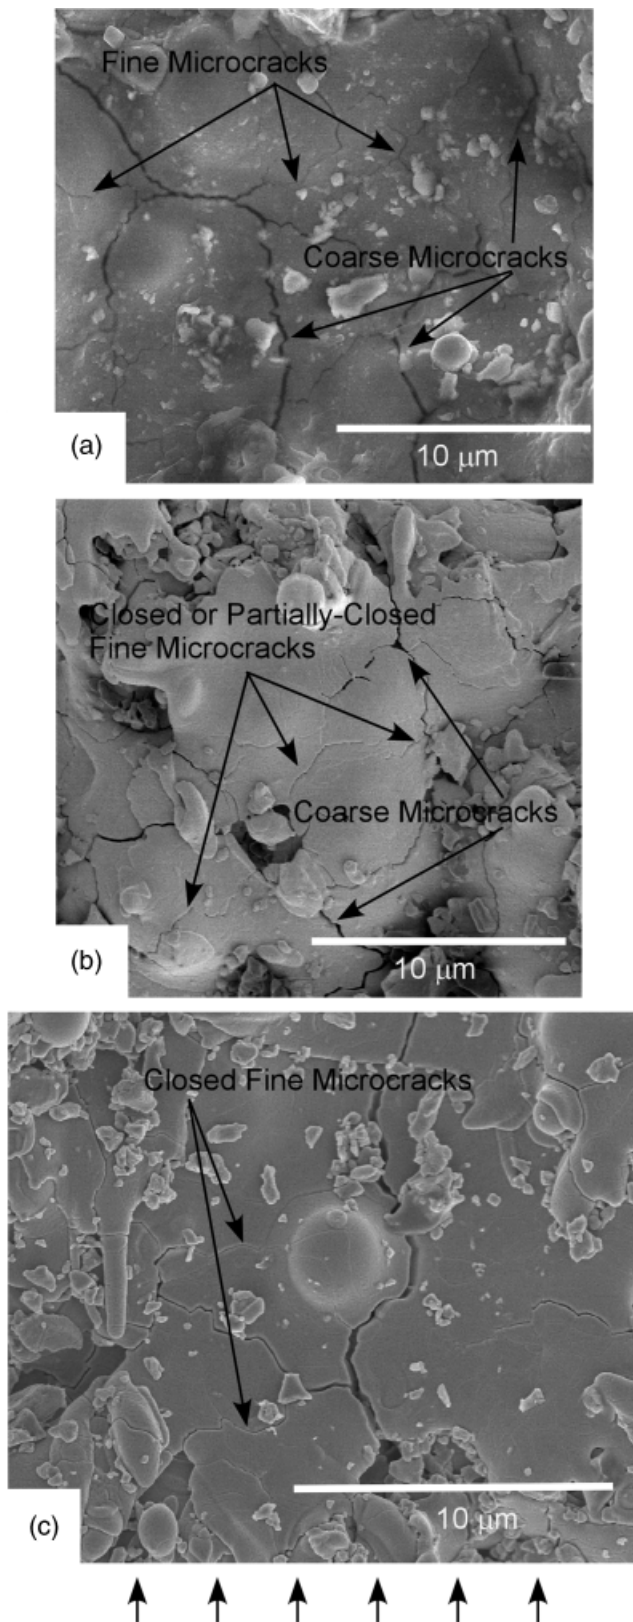 Fine Microcracks
Coarse Microcracks
10 μm
(a)
Closed or Partially-Closed
Fine Microcracks
Coarse Microcracks
10 μm
(b)
Closed Fine Microcracks
10 μm
(c)